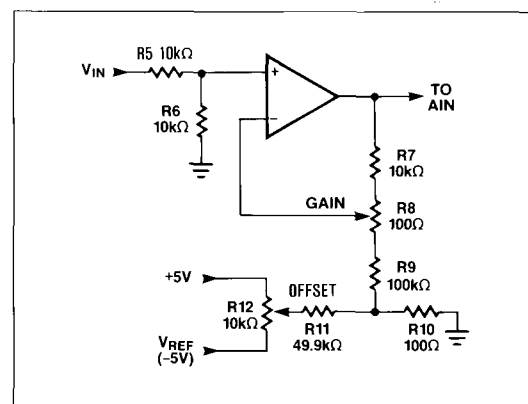 R5 10kΩ
VIN
R6
10kΩ
+
−
TO
AIN
R7
10kΩ
GAIN
R8
100Ω
R9
100kΩ
+5V
R12
10kΩ
OFFSET
R11
49.9kΩ
R10
100Ω
VREF
(−5V)